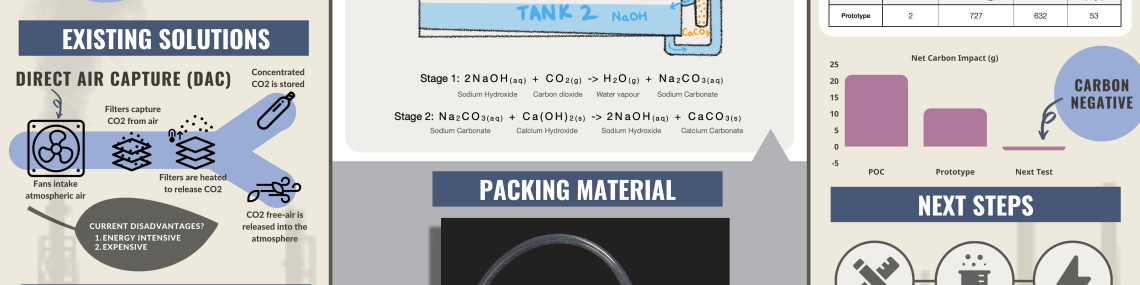 EXISTING SOLUTIONS
DIRECT AIR CAPTURE (DAC)
Concentrated
CO2 is stored
Filters capture
CO2 from air
Fans intake
atmospheric air
Filters are heated
to release CO2
CO2 free-air is
released into the
atmosphere
CURRENT DISADVANTAGES?
1. ENERGY INTENSIVE
2. EXPENSIVE
TANK 2 NaOH
CaCO₃
Stage 1: 2NaOH(aq) + CO₂(g) -> H₂O(g) + Na₂CO₃(aq)
Sodium Hydroxide Carbon dioxide Water vapour Sodium Carbonate
Stage 2: Na₂CO₃(aq) + Ca(OH)₂(s) -> 2NaOH(aq) + CaCO₃(s)
Sodium Carbonate Calcium Hydroxide Sodium Hydroxide Calcium Carbonate
PACKING MATERIAL
Prototype 2 727 632 53
Net Carbon Impact (g)
25
20
15
10
5
0
-5
POC Prototype Next Test
CARBON
NEGATIVE
NEXT STEPS